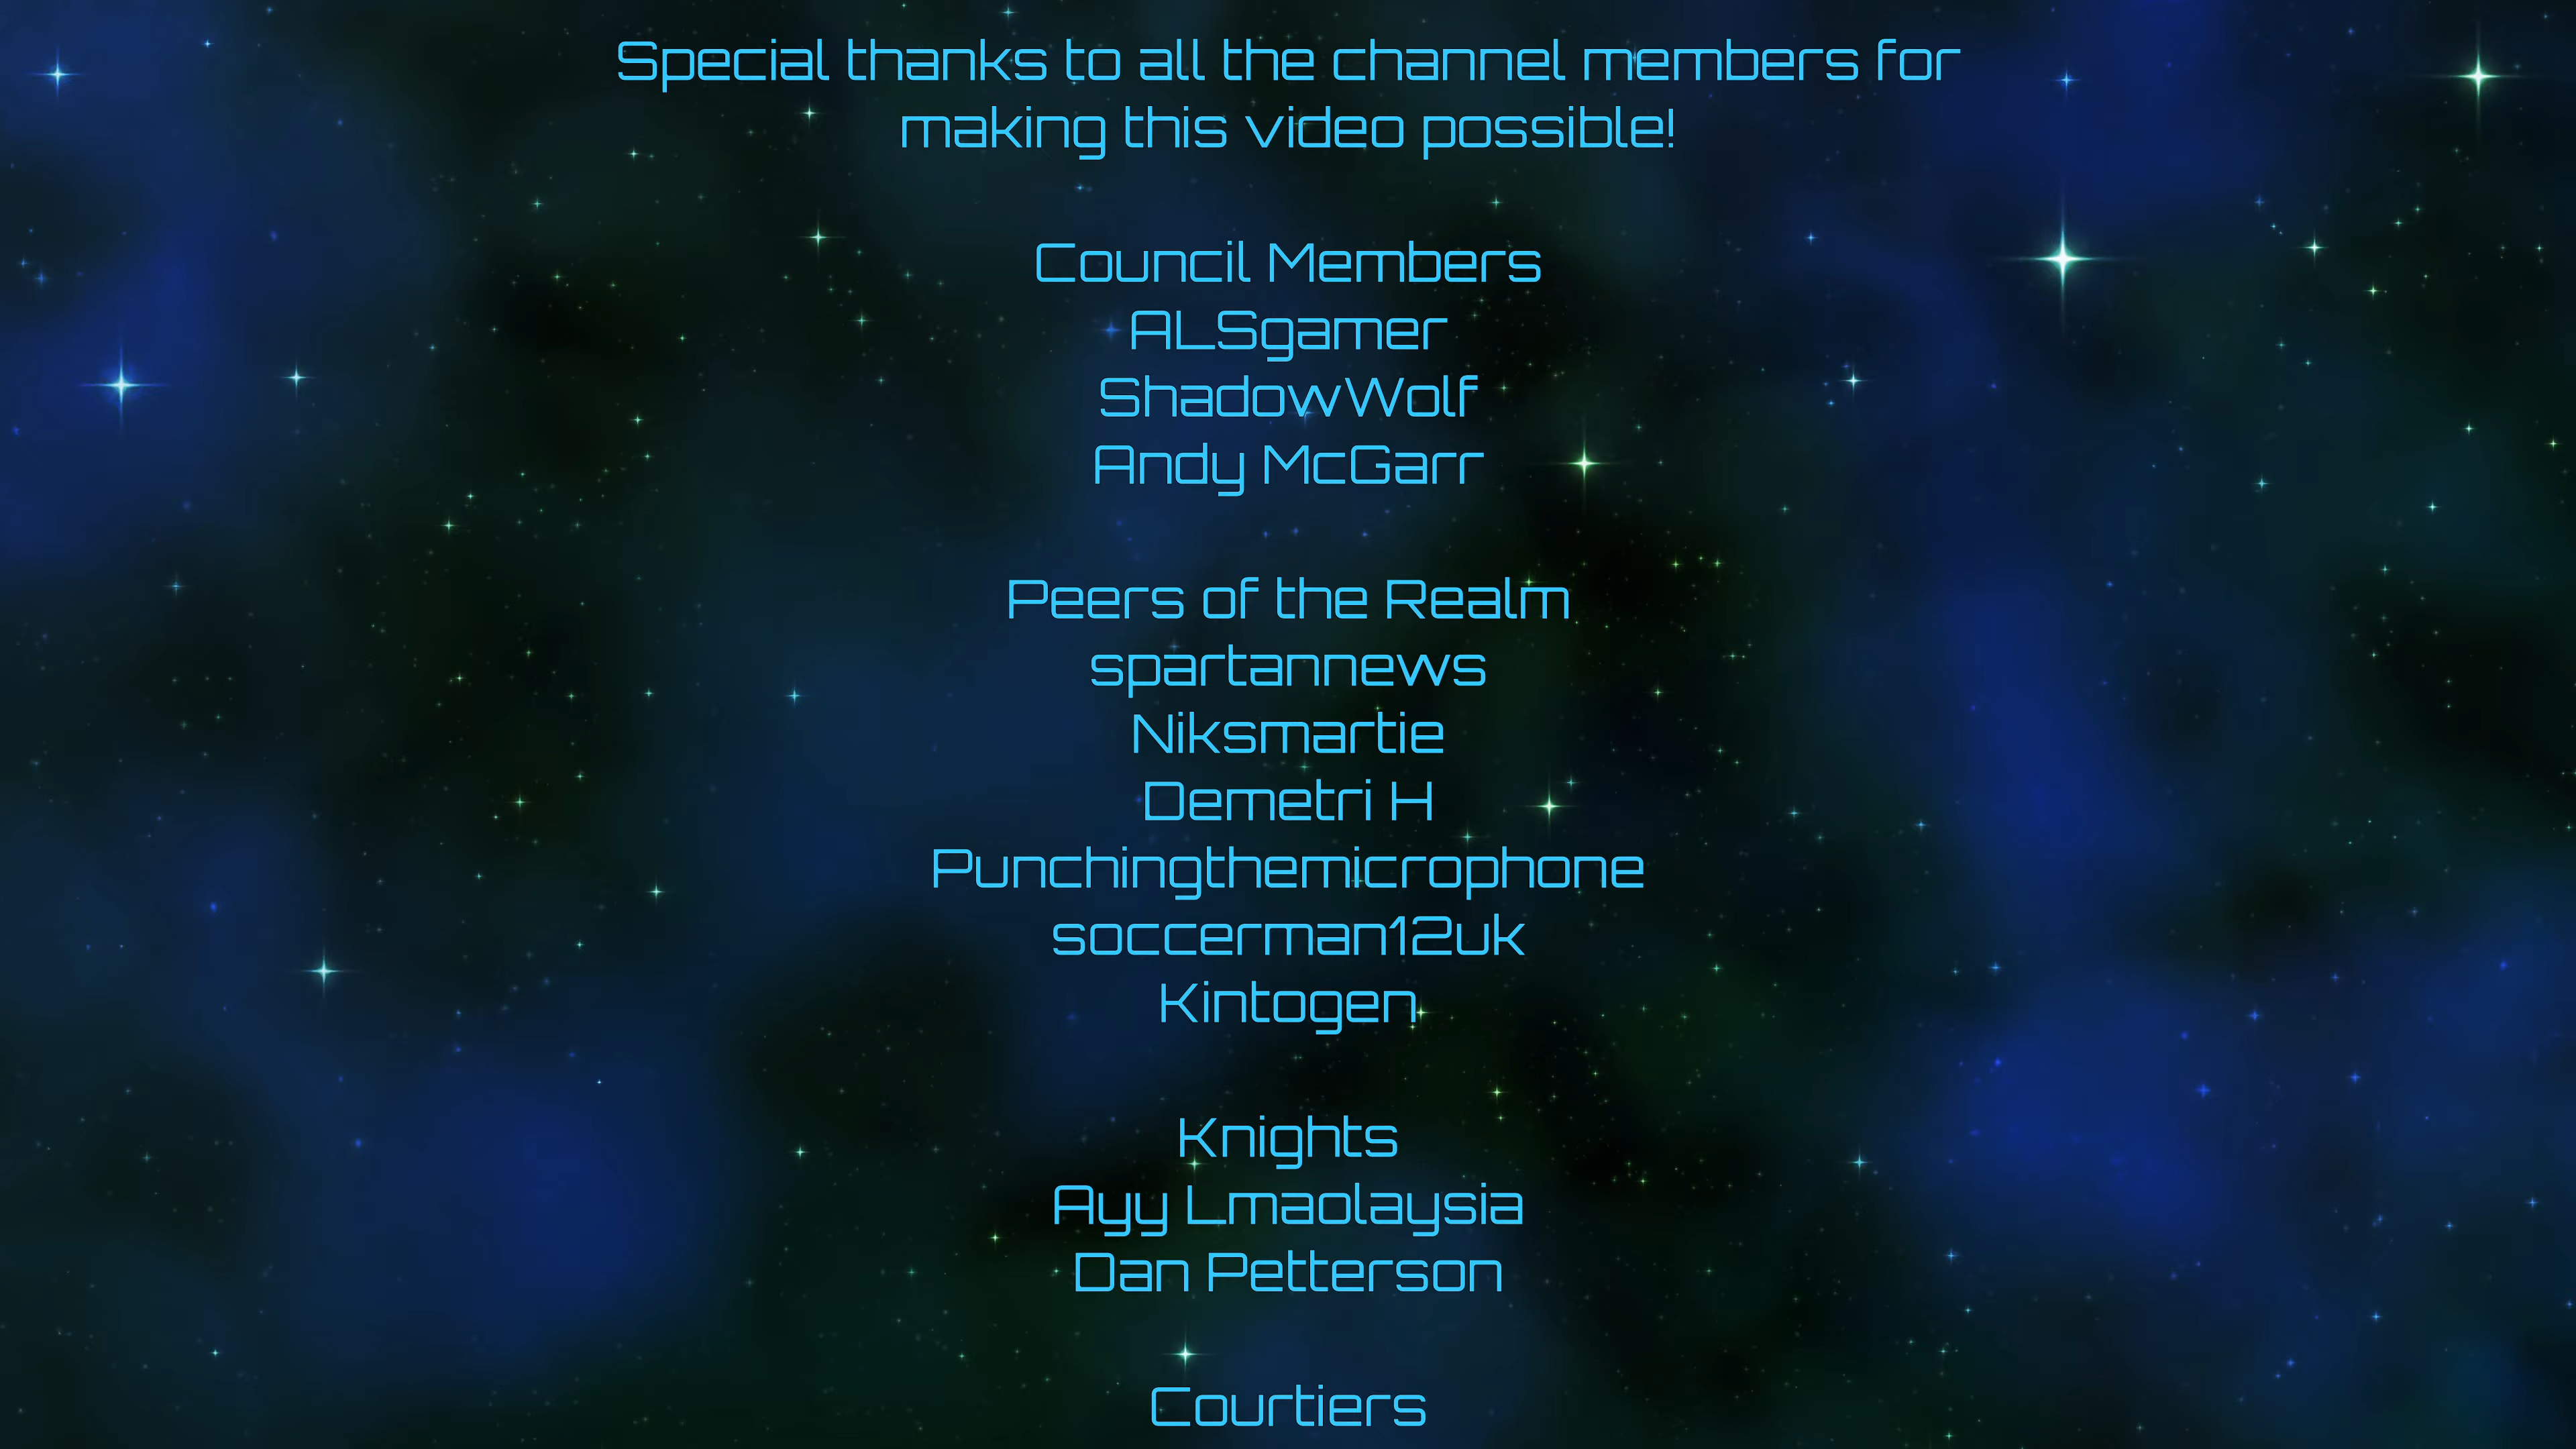 Special thanks to all the channel members for
making this video possible!
Council Members
ALSgamer
ShadowWolf
Andy McGarr
Peers of the Realm
spartannews
Niksmartie
Demetri H
Punchingthemicrophone
soccerman12uk
Kintogen
Knights
Ayy Lmaolaysia
Dan Petterson
Courtiers